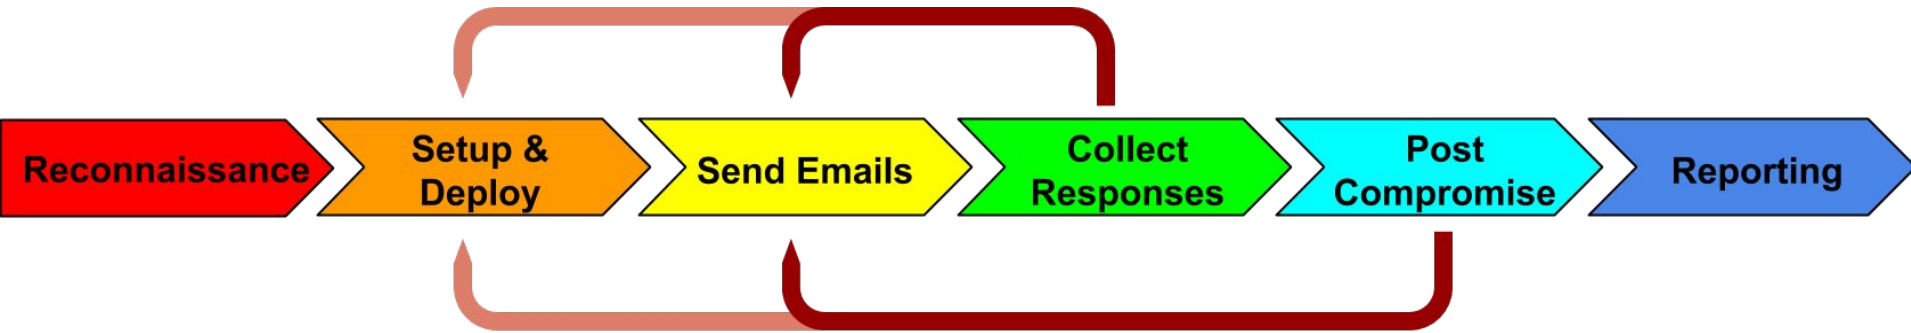 Reconnaissance
Setup &
Deploy
Send Emails
Collect
Responses
Post
Compromise
Reporting